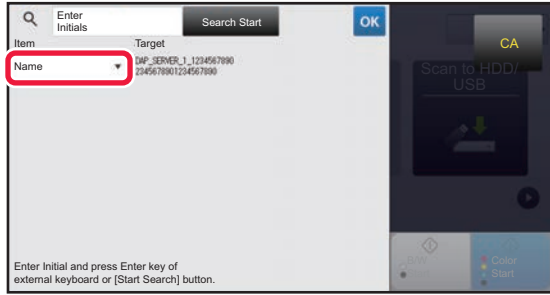 Enter
Initials
Search Start
OK
CA
Item
Target
Name
DAP_SERVER_1_1234567890
2345678901234567890
Scan to HDD/
USB
Enter Initial and press Enter key of
external keyboard or [Start Search] button.
B/W
Color
Start